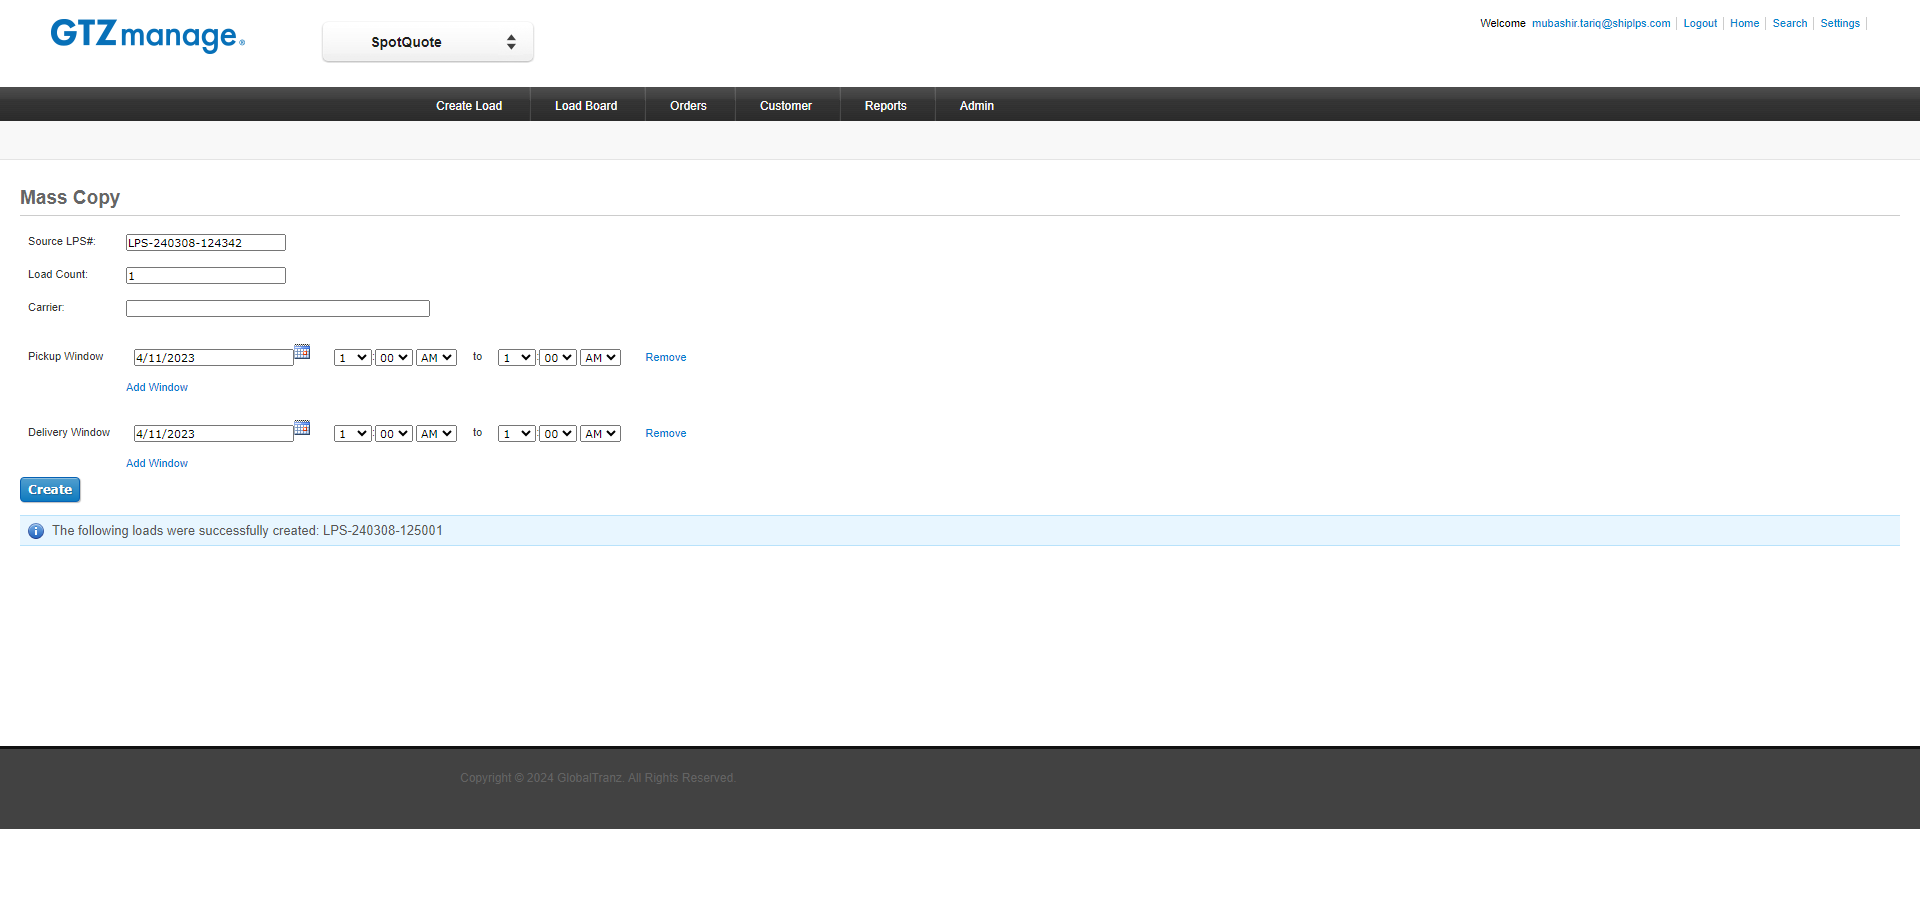 GTZmanage®
SpotQuote
Welcome mubashir.tariq@shiplps.com Logout Home Search Settings
Create Load Load Board Orders Customer Reports Admin
Mass Copy
Source LPS#: LPS-240308-124342
Load Count: 1
Carrier:
Pickup Window 4/11/2023 1 : 00 AM to 1 : 00 AM Remove
Add Window
Delivery Window 4/11/2023 1 : 00 AM to 1 : 00 AM Remove
Add Window
Create
The following loads were successfully created: LPS-240308-125001
Copyright © 2024 GlobalTranz. All Rights Reserved.